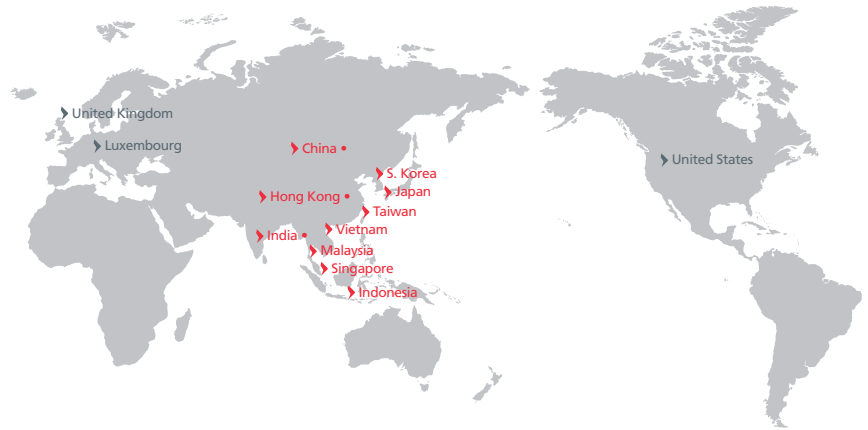 United Kingdom
Luxembourg
China •
United States
S. Korea
Japan
Hong Kong •
Taiwan
Vietnam
India •
Malaysia
Singapore
Indonesia